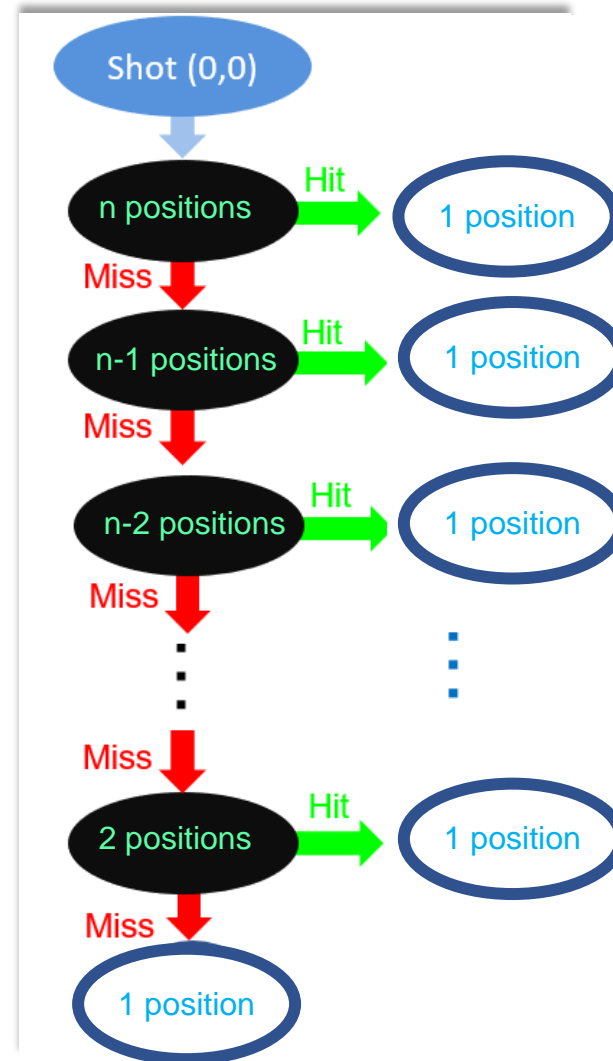 Shot (0,0)
n positions
Hit
1 position
Miss
n-1 positions
Hit
1 position
Miss
n-2 positions
Hit
1 position
Miss
Miss
2 positions
Hit
1 position
Miss
1 position